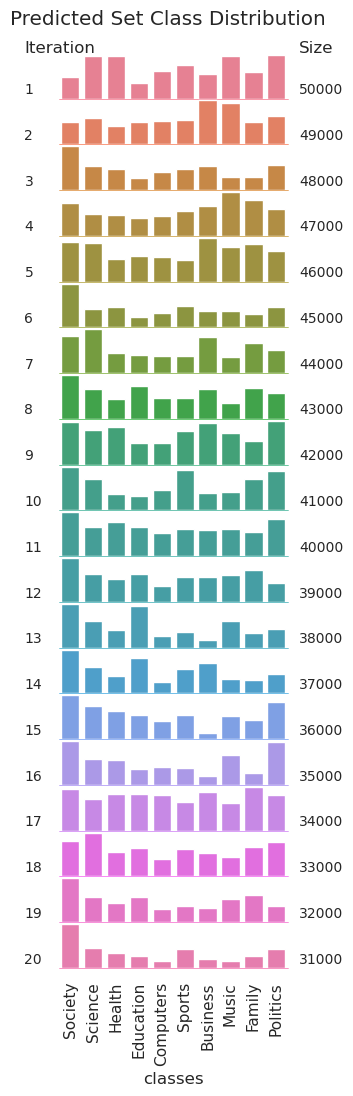 Predicted Set Class Distribution
Iteration Size
1 50000
2 49000
3 48000
4 47000
5 46000
6 45000
7 44000
8 43000
9 42000
10 41000
11 40000
12 39000
13 38000
14 37000
15 36000
16 35000
17 34000
18 33000
19 32000
20 31000
Society
Science
Health
Education
Computers
Sports
Business
Music
Family
Politics
classes